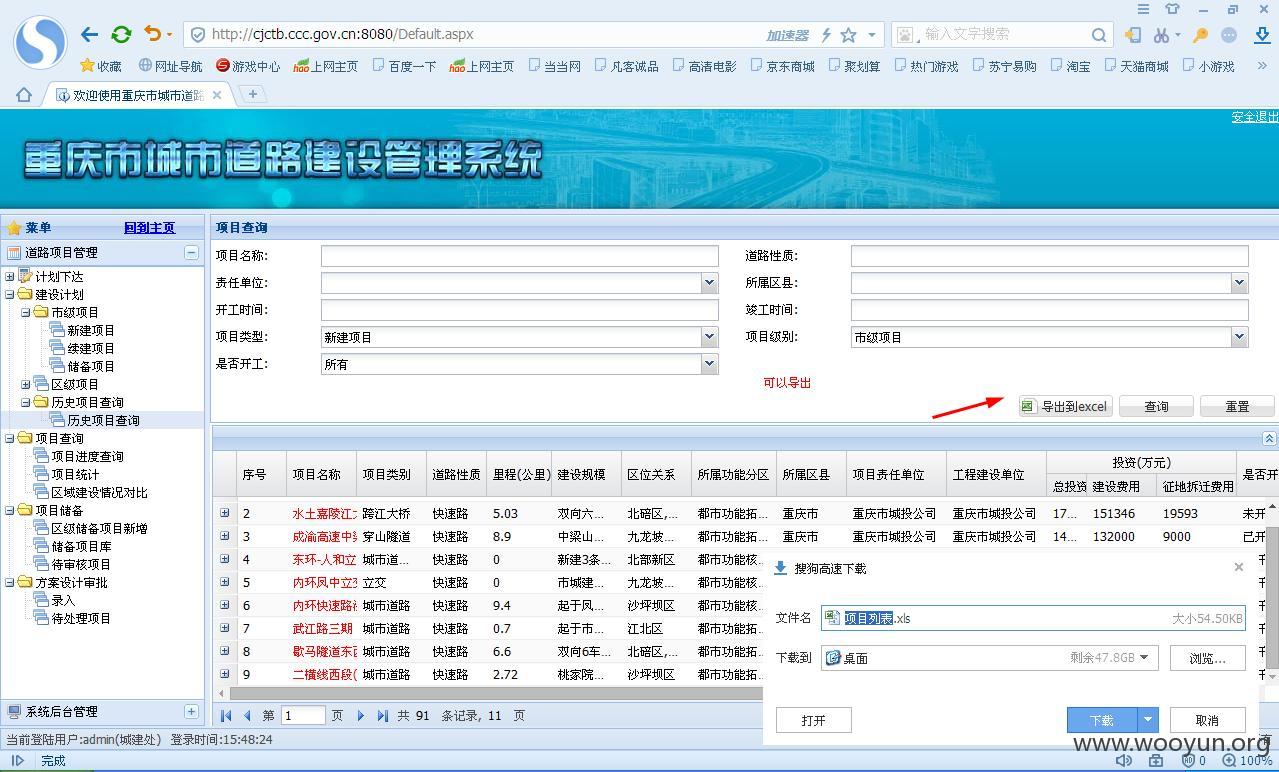 http://cjctb.ccc.gov.cn:8080/Default.aspx
加速器
输入文字搜索
收藏 网址导航 游戏中心 上网主页 百度一下 上网主页 当当网 凡客诚品 高清电影 京东商城 聚划算 热门游戏 苏宁易购 淘宝 天猫商城 小游戏
欢迎使用重庆市城市道路
安全退出
重庆市城市道路建设管理系统
菜单 回到主页
道路项目管理
计划下达
建设计划
市级项目
新建项目
续建项目
储备项目
区级项目
历史项目查询
历史项目查询
项目查询
项目进度查询
项目统计
区域建设情况对比
项目储备
区级储备项目新增
储备项目库
待审核项目
方案设计审批
录入
待处理项目
系统后台管理
项目查询
项目名称: 道路性质:
责任单位: 所属区县:
开工时间: 竣工时间:
项目类型: 新建项目 项目级别: 市级项目
是否开工: 所有
可以导出
导出到excel 查询 重置
序号 项目名称 项目类别 道路性质 里程(公里) 建设规模 区位关系 所属功能分区 所属区县 项目责任单位 工程建设单位 投资(万元) 是否开
总投资 建设费用 征地拆迁费用
2 水土嘉陵江大 跨江大桥 快速路 5.03 双向六... 北碚区,... 都市功能拓... 重庆市 重庆市城投公司 重庆市城投公司 17... 151346 19593 未开
3 成渝高速中 穿山隧道 快速路 8.9 中梁山... 九龙坡... 都市功能拓... 重庆市 重庆市城投公司 重庆市城投公司 14... 132000 9000 已开
4 东环-人和立 城市道... 快速路 0 新建3条... 北部新区 都市功能拓...
5 内环凤中立交 立交 快速路 0 市城建... 九龙坡... 都市功能核...
6 内环快速路 城市道路 快速路 9.4 起于凤... 沙坪坝区 都市功能核...
7 武江路三期 城市道路 快速路 0.7 起于市... 江北区 都市功能拓...
8 歇马隧道东 城市道路 快速路 6.6 双向6车... 北碚区,... 都市功能拓...
9 二横线西段( 城市道路 快速路 2.72 桃家院... 沙坪坝区 都市功能拓...
第 1 页 共 91 条记录, 11 页
搜狗高速下载
文件名 项目列表.xls 大小54.50KB
下载到 桌面 剩余47.8GB 浏览...
打开 下载 取消
当前登陆用户:admin(城建处) 登录时间:15:48:24
www.wooyun.org
完成 0 100%